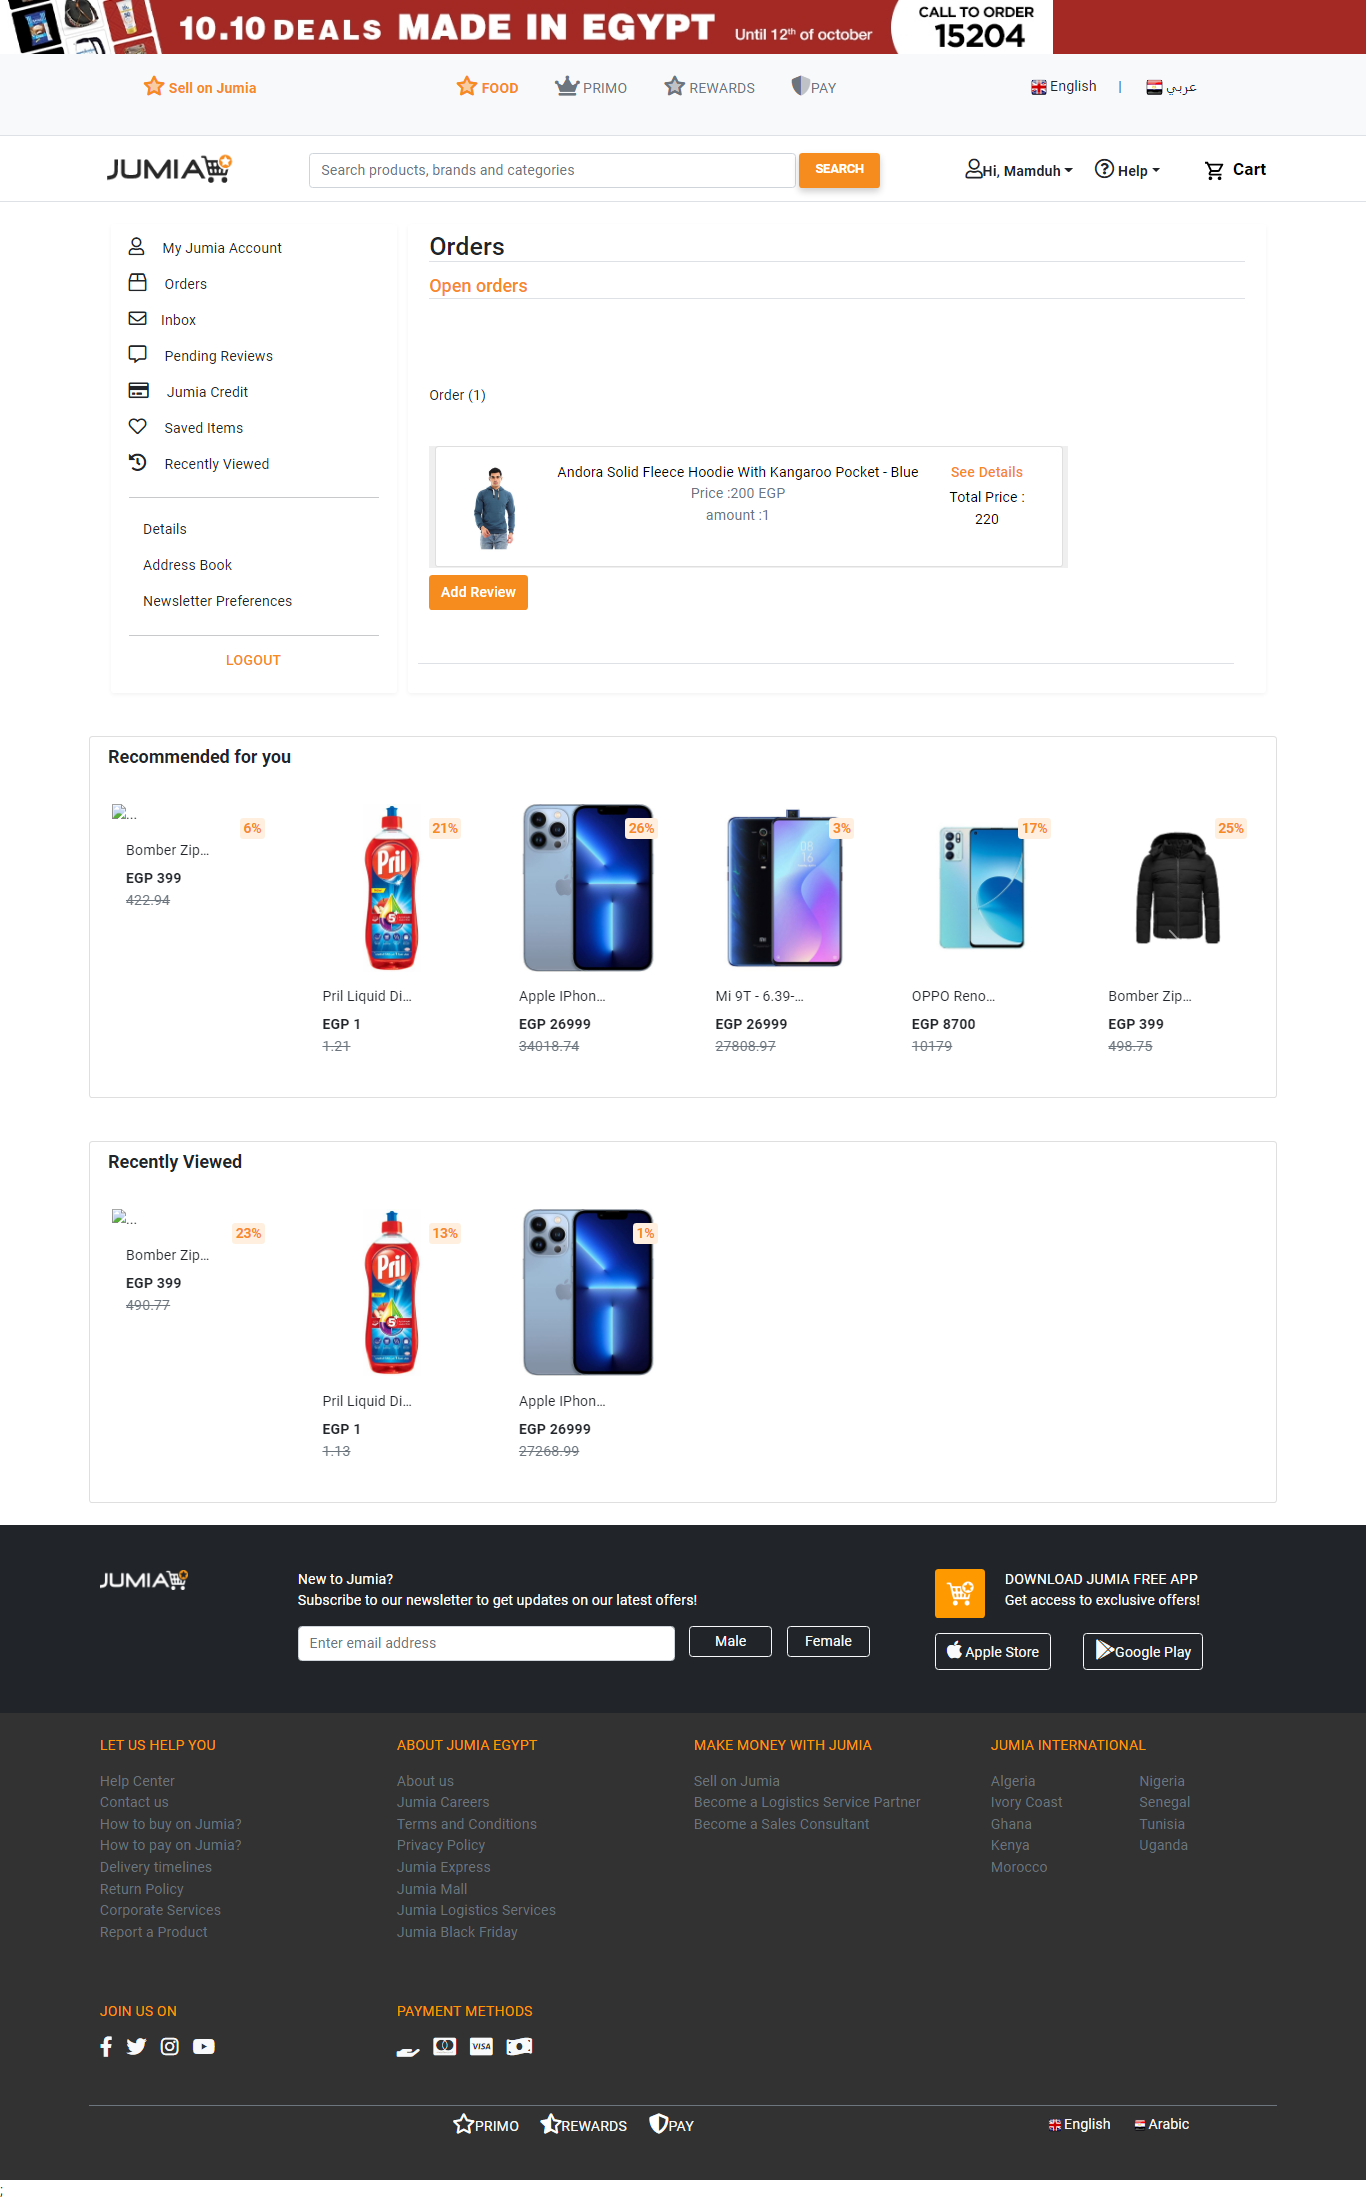 10.10 DEALS MADE IN EGYPT Until 12th of october CALL TO ORDER 15204
Sell on Jumia FOOD PRIMO REWARDS PAY English | عربي
JUMIA Search products, brands and categories SEARCH Hi, Mamduh Help Cart
My Jumia Account
Orders
Inbox
Pending Reviews
Jumia Credit
Saved Items
Recently Viewed
Details
Address Book
Newsletter Preferences
LOGOUT
Orders
Open orders
Order (1)
Andora Solid Fleece Hoodie With Kangaroo Pocket - Blue
Price :200 EGP
amount :1
See Details
Total Price :
220
Add Review
Recommended for you
...
6%
Bomber Zip...
EGP 399
422.94
Pril
21%
Pril Liquid Di...
EGP 1
1.21
26%
Apple IPhon...
EGP 26999
34018.74
3%
Mi 9T - 6.39-...
EGP 26999
27808.97
17%
OPPO Reno...
EGP 8700
10179
25%
Bomber Zip...
EGP 399
498.75
Recently Viewed
...
23%
Bomber Zip...
EGP 399
490.77
Pril
13%
Pril Liquid Di...
EGP 1
1.13
1%
Apple IPhon...
EGP 26999
27268.99
JUMIA
New to Jumia?
Subscribe to our newsletter to get updates on our latest offers!
Enter email address Male Female
DOWNLOAD JUMIA FREE APP
Get access to exclusive offers!
Apple Store Google Play
LET US HELP YOU
Help Center
Contact us
How to buy on Jumia?
How to pay on Jumia?
Delivery timelines
Return Policy
Corporate Services
Report a Product
ABOUT JUMIA EGYPT
About us
Jumia Careers
Terms and Conditions
Privacy Policy
Jumia Express
Jumia Mall
Jumia Logistics Services
Jumia Black Friday
MAKE MONEY WITH JUMIA
Sell on Jumia
Become a Logistics Service Partner
Become a Sales Consultant
JUMIA INTERNATIONAL
Algeria
Ivory Coast
Ghana
Kenya
Morocco
Nigeria
Senegal
Tunisia
Uganda
JOIN US ON
PAYMENT METHODS
VISA
PRIMO REWARDS PAY English Arabic
;